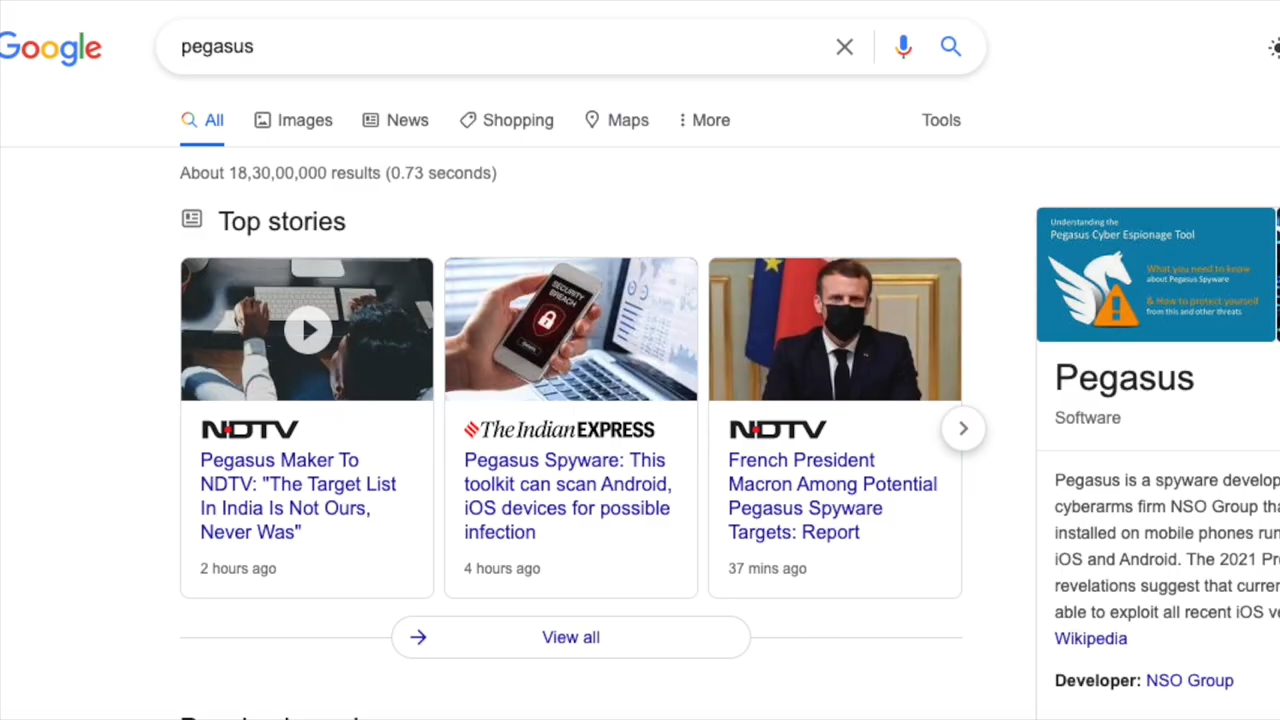 Google
pegasus
All
Images
News
Shopping
Maps
More
Tools
About 18,30,00,000 results (0.73 seconds)
Top stories
SECURITY
BREACH
NDTV
Pegasus Maker To
NDTV: "The Target List
In India Is Not Ours,
Never Was"
2 hours ago
The Indian EXPRESS
Pegasus Spyware: This
toolkit can scan Android,
iOS devices for possible
infection
4 hours ago
NDTV
French President
Macron Among Potential
Pegasus Spyware
Targets: Report
37 mins ago
View all
Understanding the
Pegasus Cyber Espionage Tool
What you need to know
about Pegasus Spyware
& How to protect yourself
from this and other threats
Pegasus
Software
Pegasus is a spyware develop
cyberarms firm NSO Group tha
installed on mobile phones run
iOS and Android. The 2021 Pr
revelations suggest that curren
able to exploit all recent iOS ve
Wikipedia
Developer: NSO Group